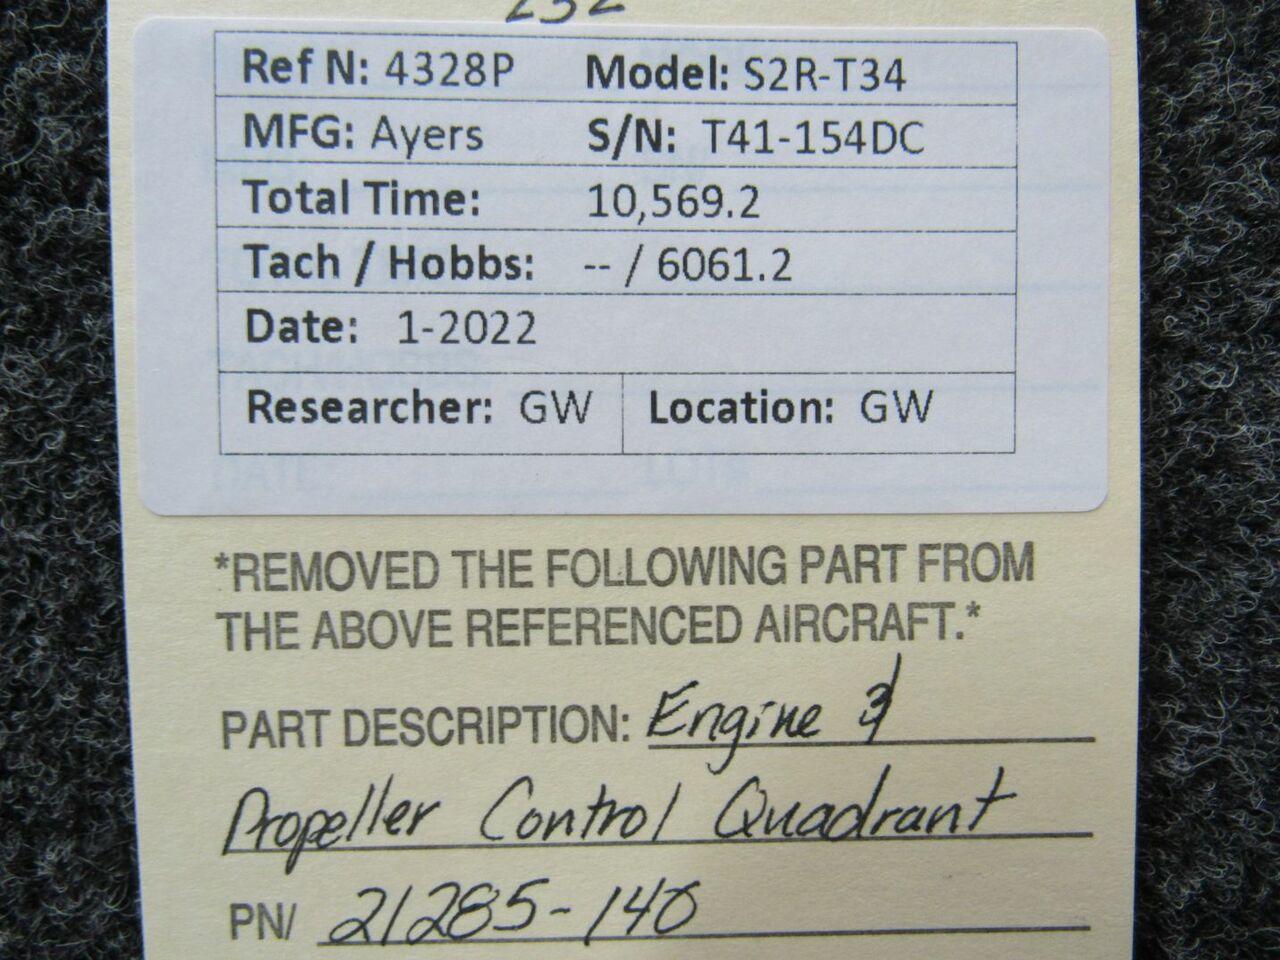 Ref N: 4328P Model: S2R-T34
MFG: Ayers S/N: T41-154DC
Total Time: 10,569.2
Tach / Hobbs: -- / 6061.2
Date: 1-2022
Researcher: GW Location: GW
*REMOVED THE FOLLOWING PART FROM
THE ABOVE REFERENCED AIRCRAFT.*
PART DESCRIPTION: Engine &
Propeller Control Quadrant
PN/ 21285-140